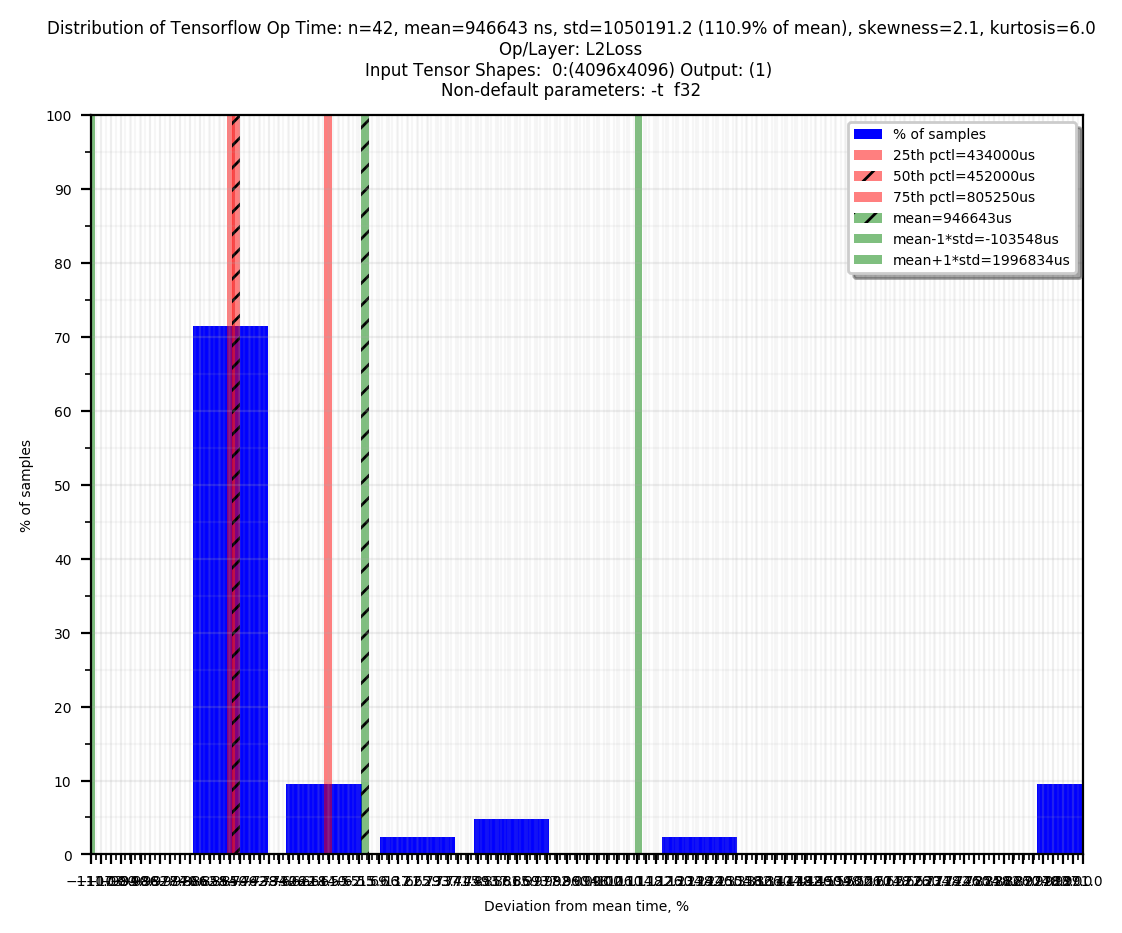 Distribution of Tensorflow Op Time: n=42, mean=946643 ns, std=1050191.2 (110.9% of mean), skewness=2.1, kurtosis=6.0
Op/Layer: L2Loss
Input Tensor Shapes:  0:(4096x4096) Output: (1)
Non-default parameters: -t  f32
% of samples
25th pctl=434000us
50th pctl=452000us
75th pctl=805250us
mean=946643us
mean-1*std=-103548us
mean+1*std=1996834us
100
90
80
70
60
50
40
30
20
10
0
% of samples
Deviation from mean time, %